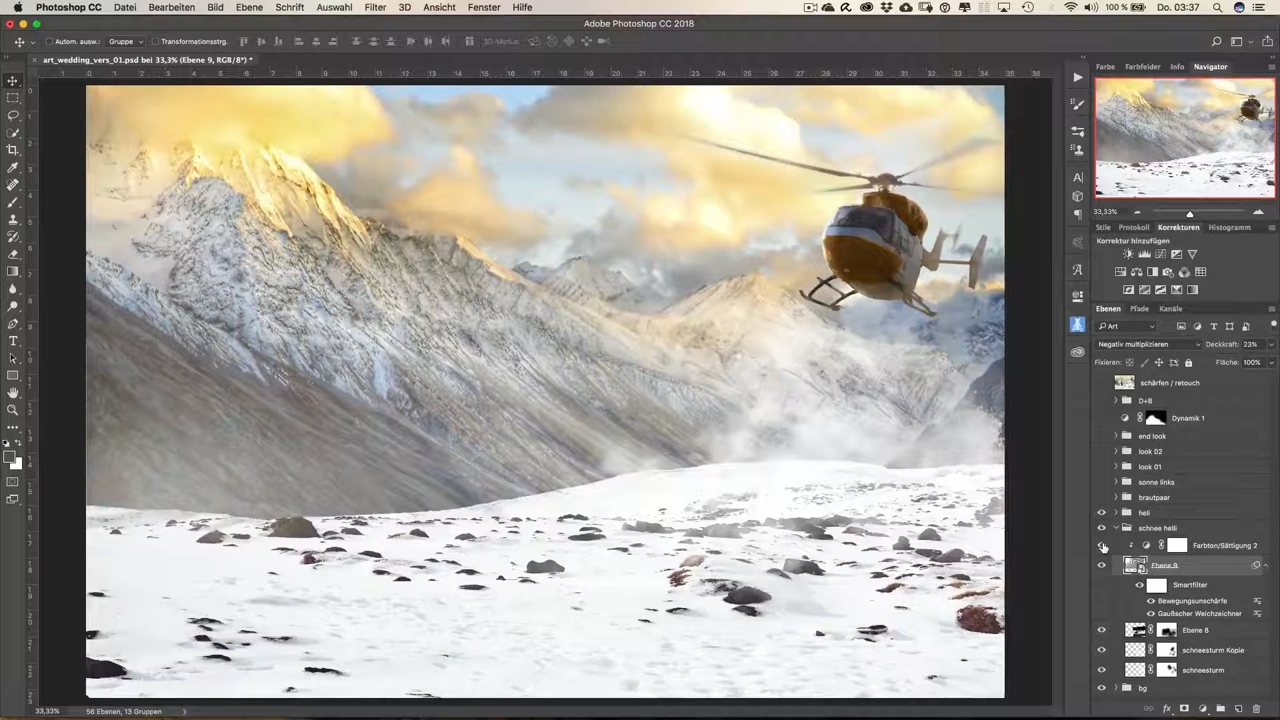 Photoshop CC Datei Bearbeiten Bild Ebene Schrift Auswahl Filter 3D Ansicht Fenster Hilfe 100 % Do. 03:37
Adobe Photoshop CC 2018
Autom. ausw.: Gruppe Transformationsstrg. 3D-Modus:
art_wedding_vers_01.psd bei 33,3% (Ebene 9, RGB/8*) *
Farbe Farbfelder Info Navigator
33,33%
Stile Protokoll Korrekturen Histogramm
Korrektur hinzufügen
Ebenen Pfade Kanäle
Art
Negativ multiplizieren Deckkraft: 23%
Fixieren: Fläche: 100%
schärfen / retouch
D+B
Dynamik 1
end look
look 02
look 01
sonne links
brautpaar
heli
schnee helli
Farbton/Sättigung 2
Ebene 9
Smartfilter
Bewegungsunschärfe
Gaußscher Weichzeichner
Ebene 8
schneesturm Kopie
schneesturm
bg
33,33% 56 Ebenen, 13 Gruppen